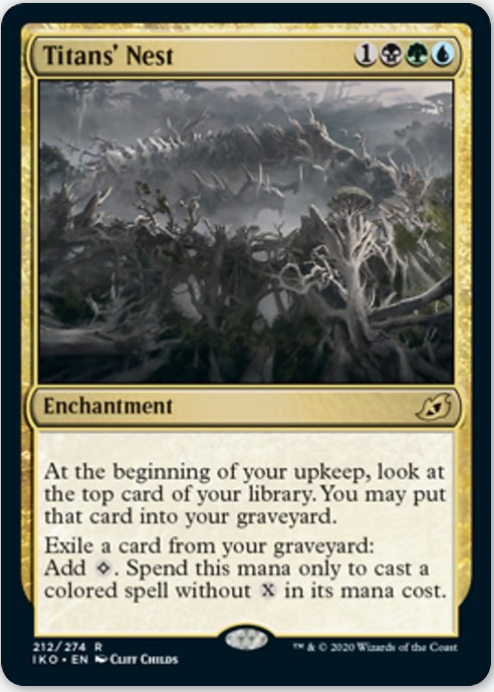 Titans' Nest 1
Enchantment
At the beginning of your upkeep, look at
the top card of your library. You may put
that card into your graveyard.
Exile a card from your graveyard:
Add . Spend this mana only to cast a
colored spell without X in its mana cost.
212/274 R
IKO • EN Cliff Childs
™ & © 2020 Wizards of the Coast